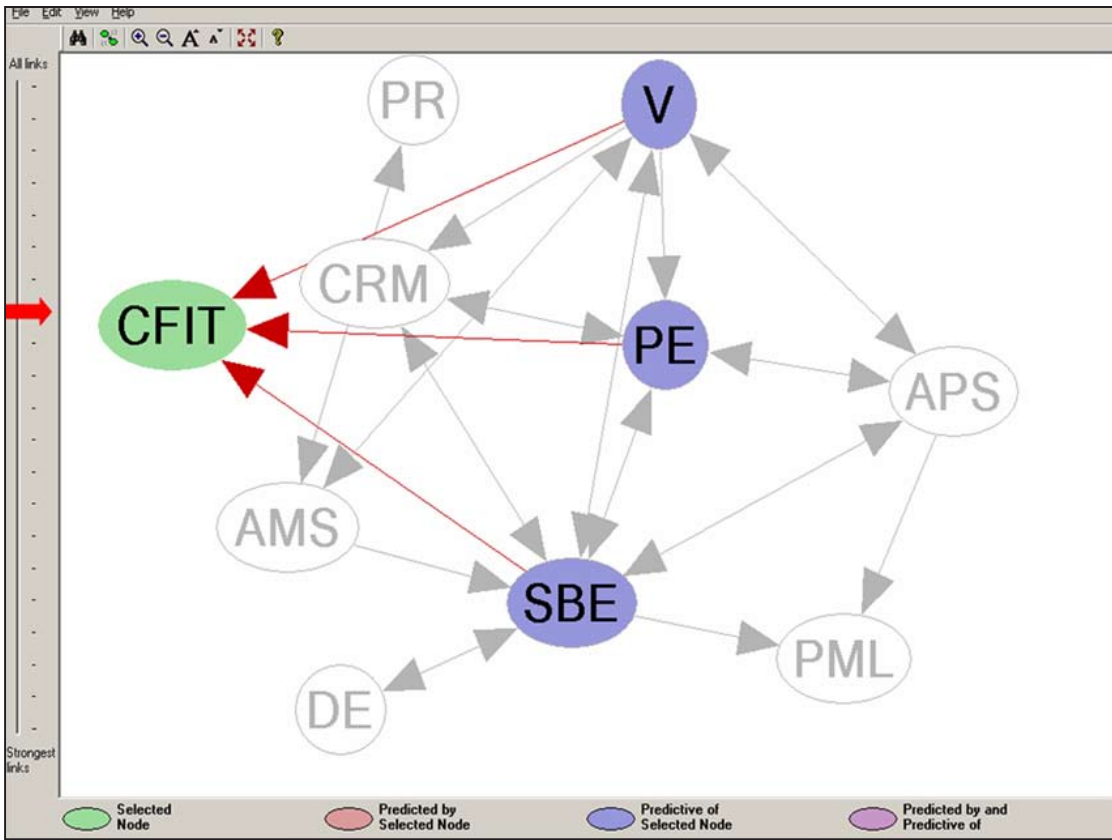 File Edit View Help
All links
PR
V
CRM
CFIT
PE
APS
AMS
SBE
PML
DE
Strongest
links
Selected
Node
Predicted by
Selected Node
Predictive of
Selected Node
Predicted by and
Predictive of